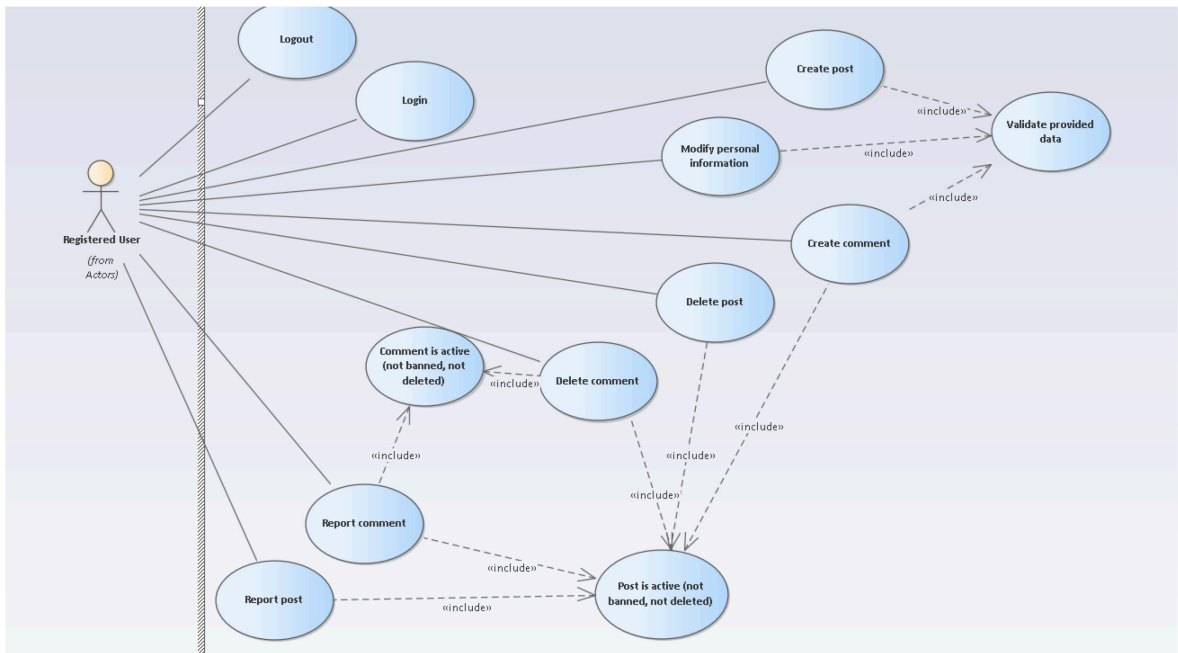 Logout
Login
Create post
«include»
Validate provided
data
Modify personal
information
«include»
«include»
Registered User
(from
Actors)
Create comment
Delete post
Comment is active
(not banned, not
deleted)
«include»
Delete comment
«include»
«include»
«include»
«include»
Report comment
«include»
Post is active (not
banned, not deleted)
Report post
«include»